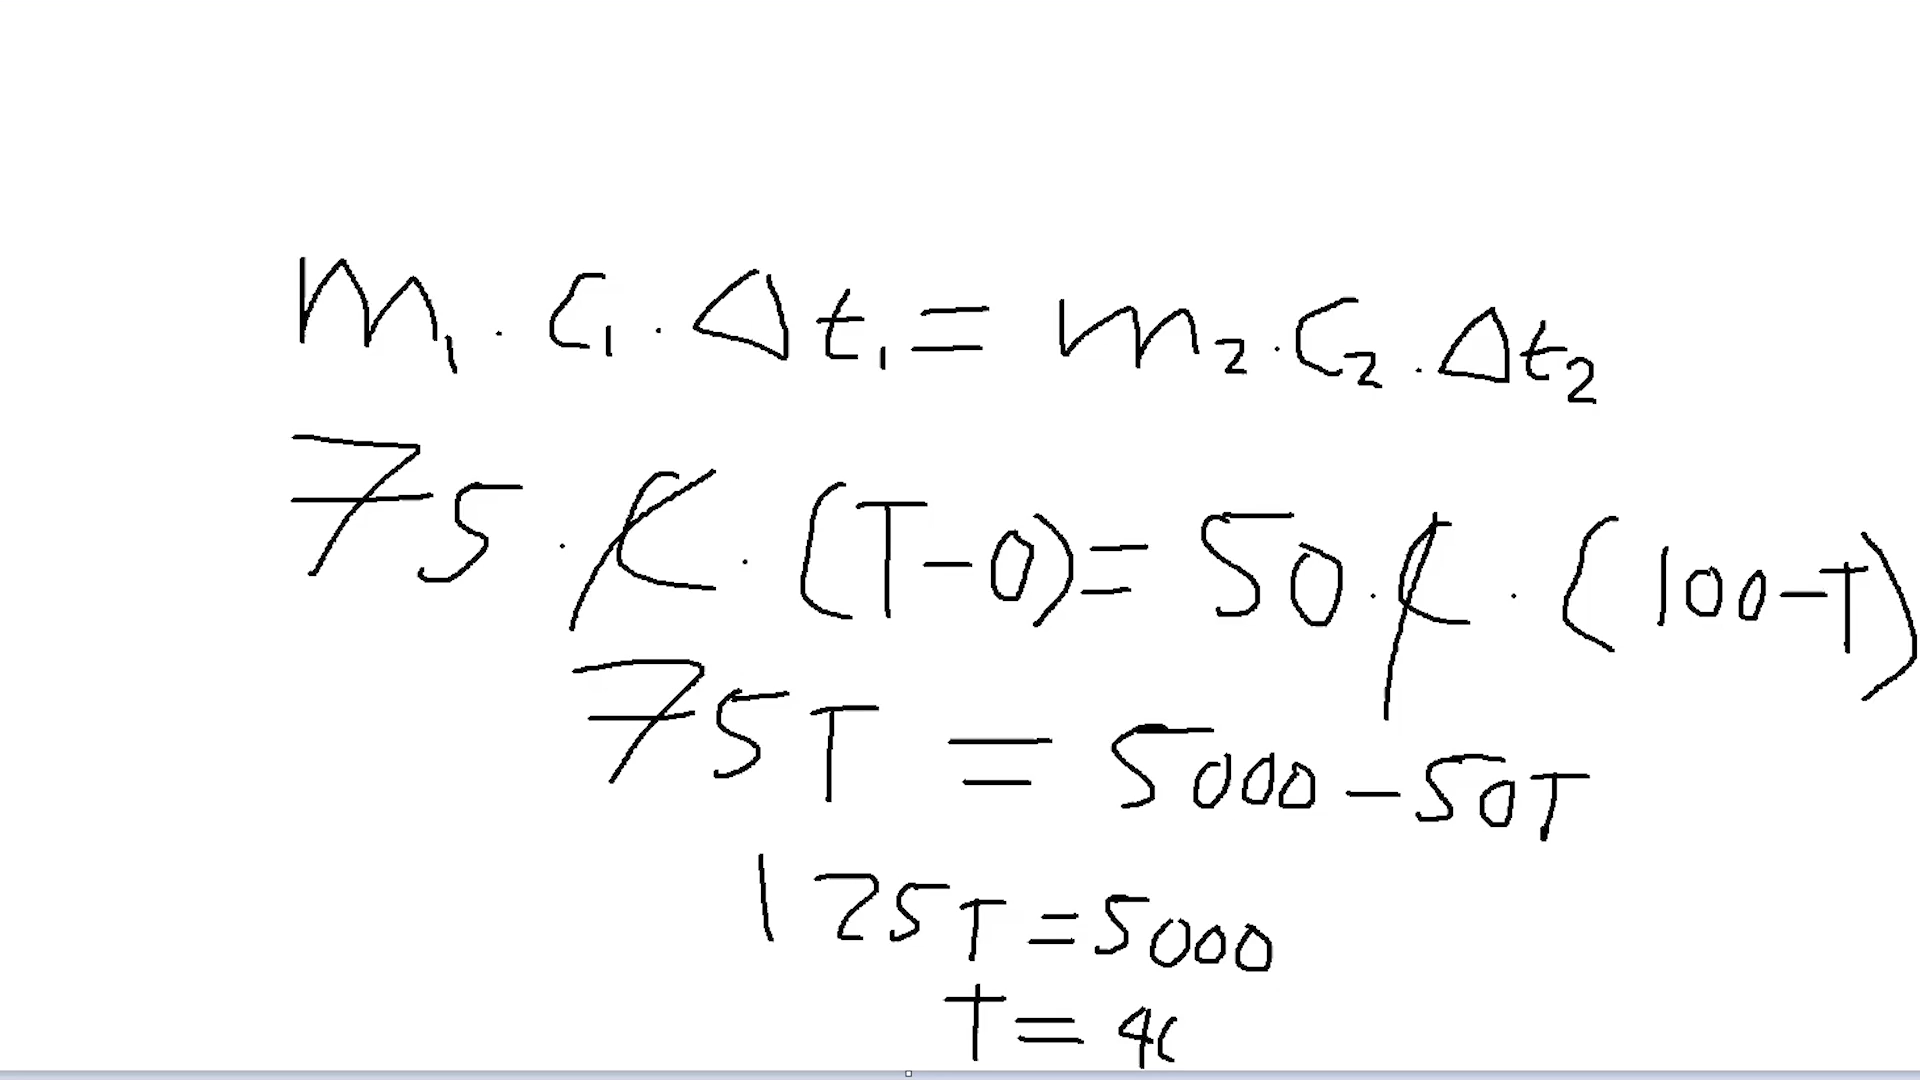 m₁ · c₁ · Δt₁ = m₂ · c₂ · Δt₂
75 · c · (T - 0) = 50 · c · (100 - T)
75T = 5000 - 50T
125T = 5000
T = 4